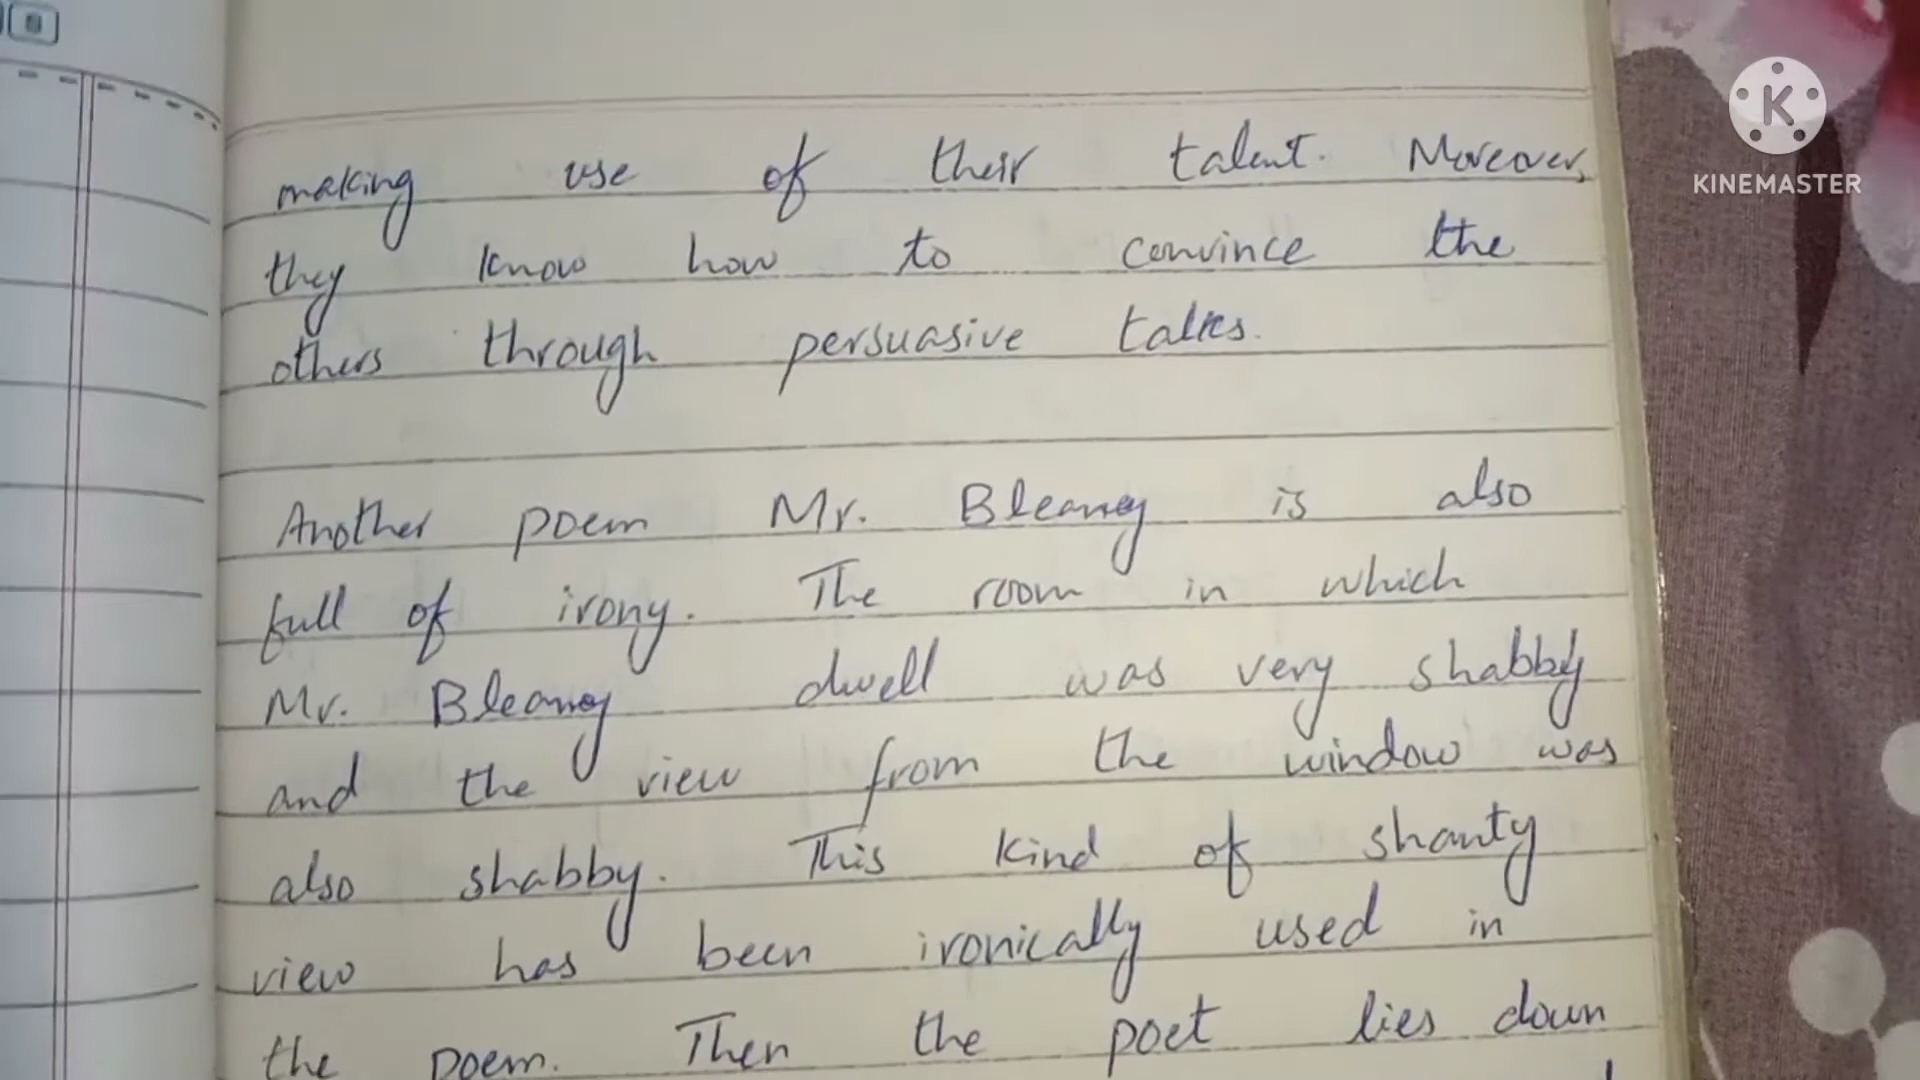 making use of their talent. Moreover,
they know how to convince the
others through persuasive talks.
Another poem Mr. Bleaney is also
full of irony. The room in which
Mr. Bleaney dwell was very shabby
and the view from the window was
also shabby. This kind of shanty
view has been ironically used in
the poem. Then the poet lies down
KINEMASTER